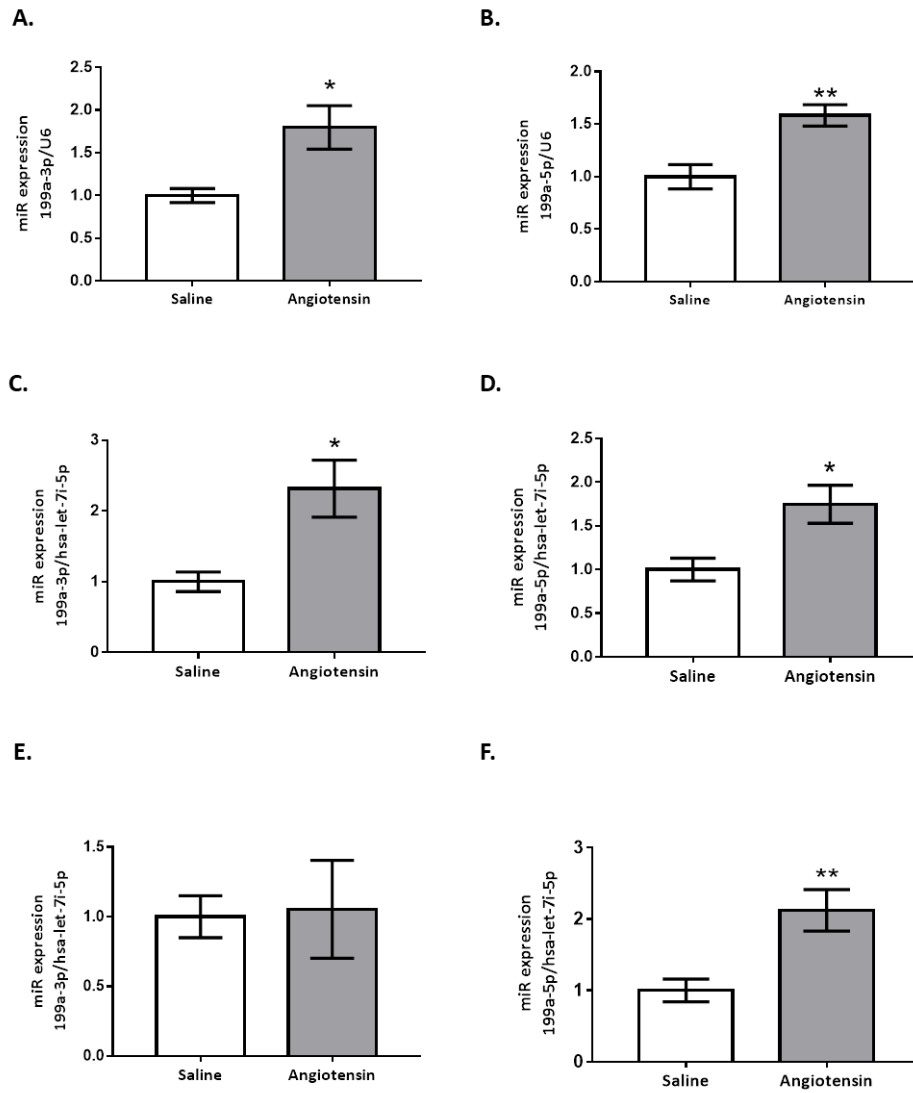 A.
miR expression
199a-3p/U6
2.5
2.0
1.5
1.0
0.5
0.0
*
Saline
Angiotensin
B.
miR expression
199a-5p/U6
2.0
1.5
1.0
0.5
0.0
**
Saline
Angiotensin
C.
miR expression
199a-3p/hsa-let-7i-5p
3
2
1
0
*
Saline
Angiotensin
D.
miR expression
199a-5p/hsa-let-7i-5p
2.5
2.0
1.5
1.0
0.5
0.0
*
Saline
Angiotensin
E.
miR expression
199a-3p/hsa-let-7i-5p
1.5
1.0
0.5
0.0
Saline
Angiotensin
F.
miR expression
199a-5p/hsa-let-7i-5p
3
2
1
0
**
Saline
Angiotensin